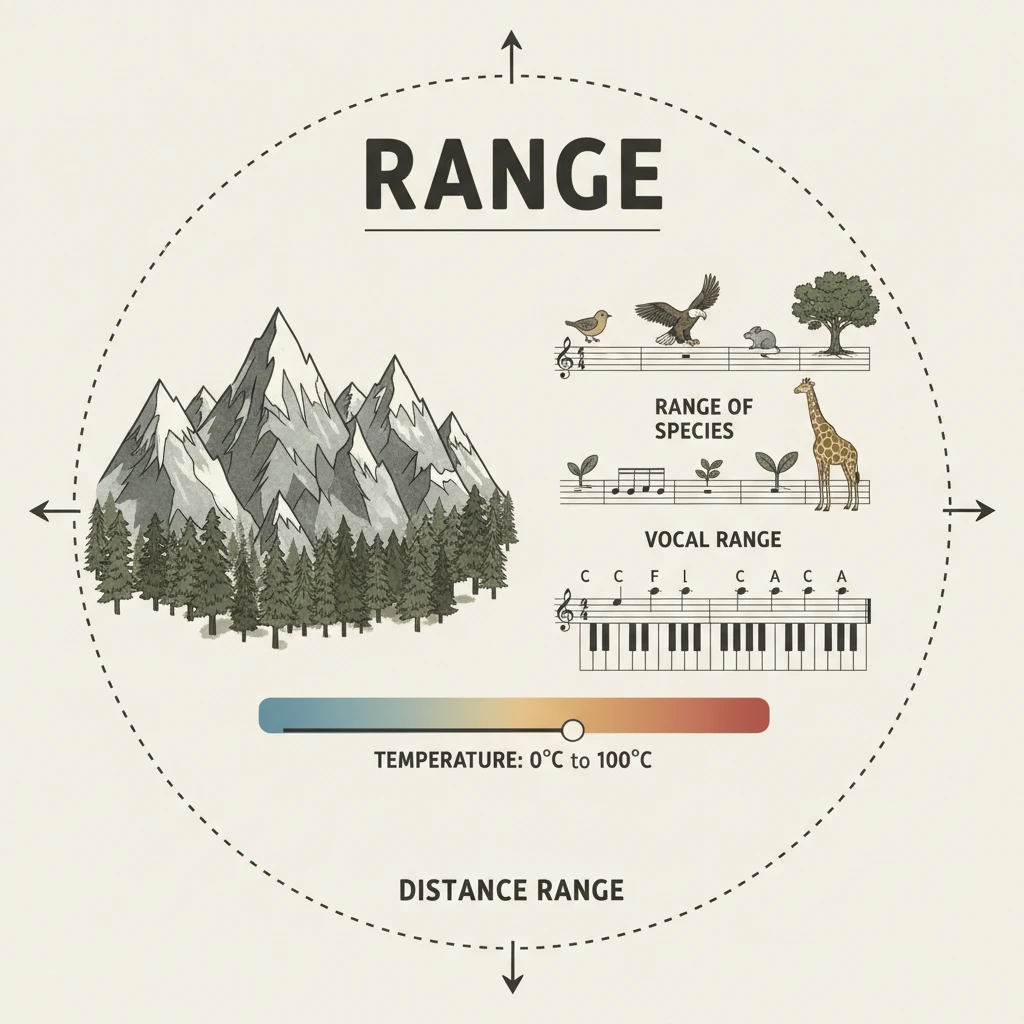 RANGE
RANGE OF
SPECIES
VOCAL RANGE
C C F l C A C A
TEMPERATURE: 0°C to 100°C
DISTANCE RANGE